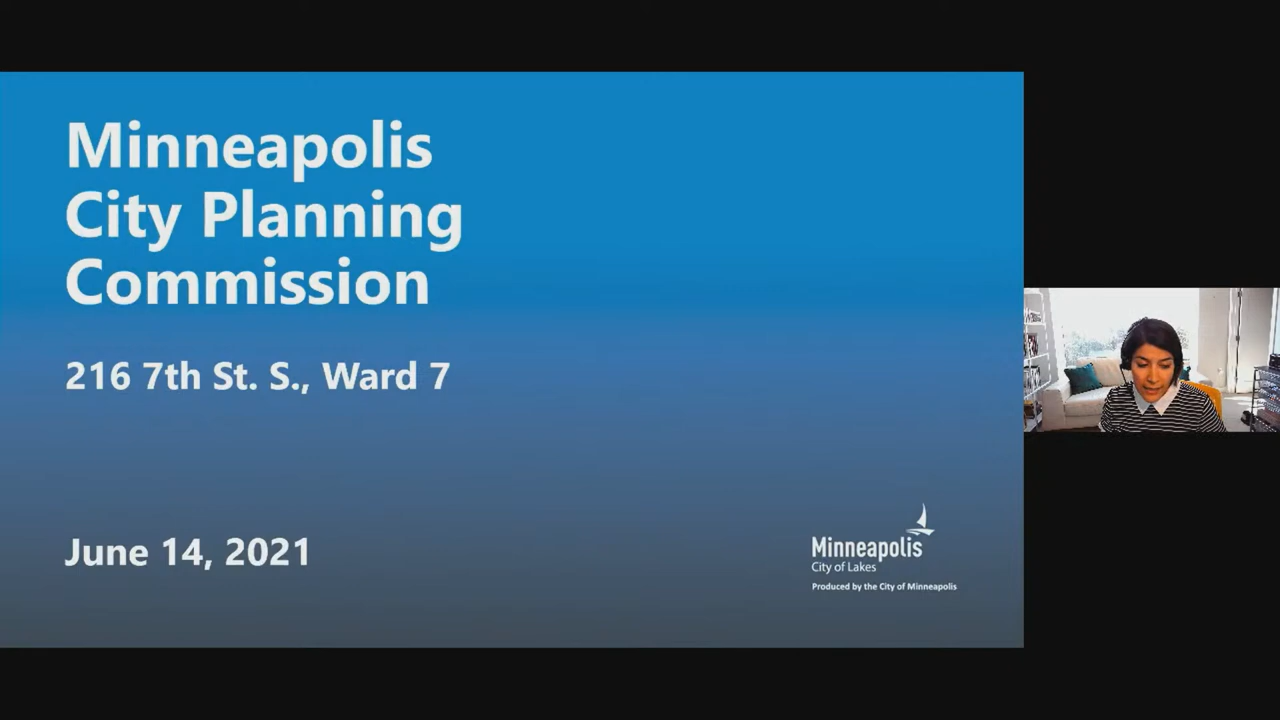 Minneapolis
City Planning
Commission
216 7th St. S., Ward 7
June 14, 2021
Minneapolis
City of Lakes
Produced by the City of Minneapolis